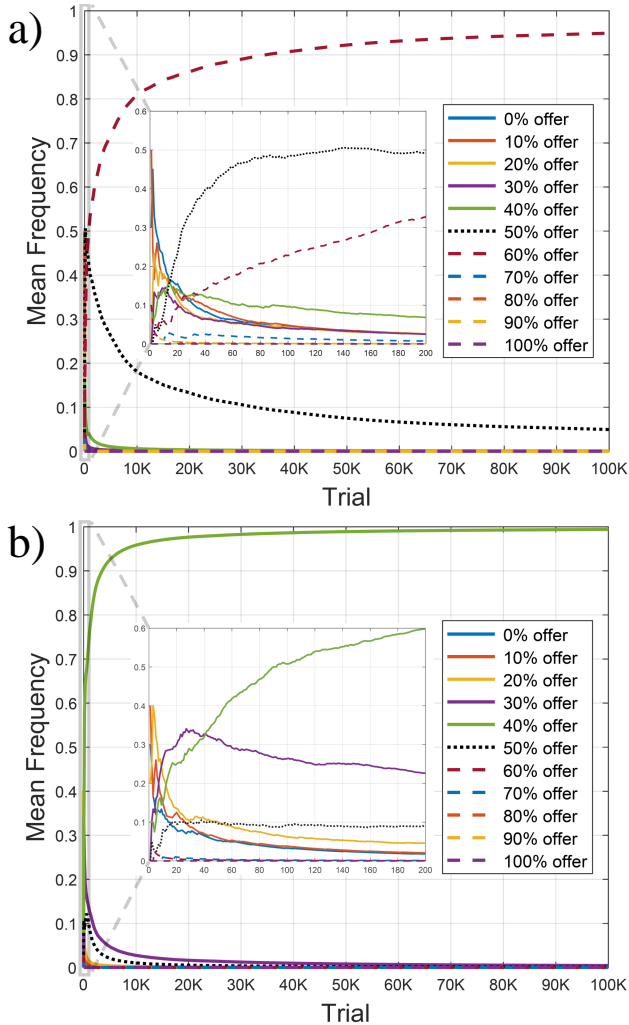 a)
Mean Frequency
1
0.9
0.8
0.7
0.6
0.5
0.4
0.3
0.2
0.1
0
0.6
0.5
0.4
0.3
0.2
0.1
0
1 20 40 60 80 100 120 140 160 180 200
0% offer
10% offer
20% offer
30% offer
40% offer
50% offer
60% offer
70% offer
80% offer
90% offer
100% offer
0 10K 20K 30K 40K 50K 60K 70K 80K 90K 100K
Trial
b)
Mean Frequency
1
0.9
0.8
0.7
0.6
0.5
0.4
0.3
0.2
0.1
0
0.6
0.5
0.4
0.3
0.2
0.1
0
1 20 40 60 80 100 120 140 160 180 200
0% offer
10% offer
20% offer
30% offer
40% offer
50% offer
60% offer
70% offer
80% offer
90% offer
100% offer
0 10K 20K 30K 40K 50K 60K 70K 80K 90K 100K
Trial